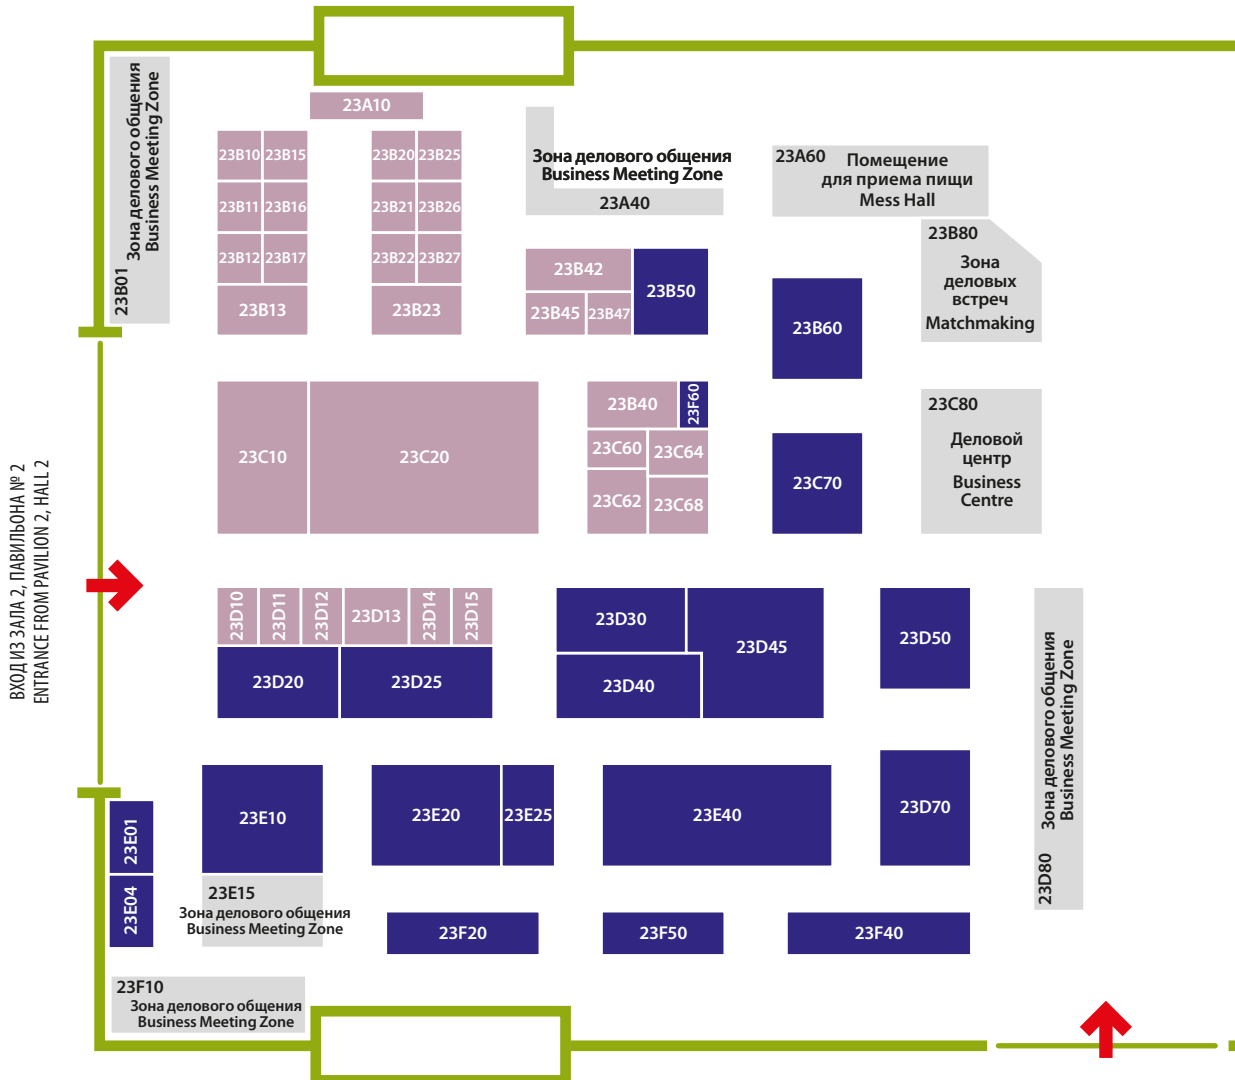 23A10
23B01
Зона делового общения
Business Meeting Zone
23B10
23B15
23B20
23B25
23B11
23B16
23B21
23B26
23B12
23B17
23B22
23B27
23B13
23B23
Зона делового общения
Business Meeting Zone
23A40
23A60
Помещение
для приема пищи
Mess Hall
23B80
Зона
деловых
встреч
Matchmaking
23B42
23B45
23B47
23B50
23B60
23C10
23C20
23B40
23F60
23C60
23C64
23C62
23C68
23C70
23C80
Деловой
центр
Business
Centre
ВХОД ИЗ ЗАЛА 2, ПАВИЛЬОНА № 2
ENTRANCE FROM PAVILION 2, HALL 2
23D10
23D11
23D12
23D13
23D14
23D15
23D20
23D25
23D30
23D40
23D45
23D50
23D70
23D80
Зона делового общения
Business Meeting Zone
23E01
23E04
23E10
23E20
23E25
23E40
23E15
Зона делового общения
Business Meeting Zone
23F20
23F50
23F40
23F10
Зона делового общения
Business Meeting Zone